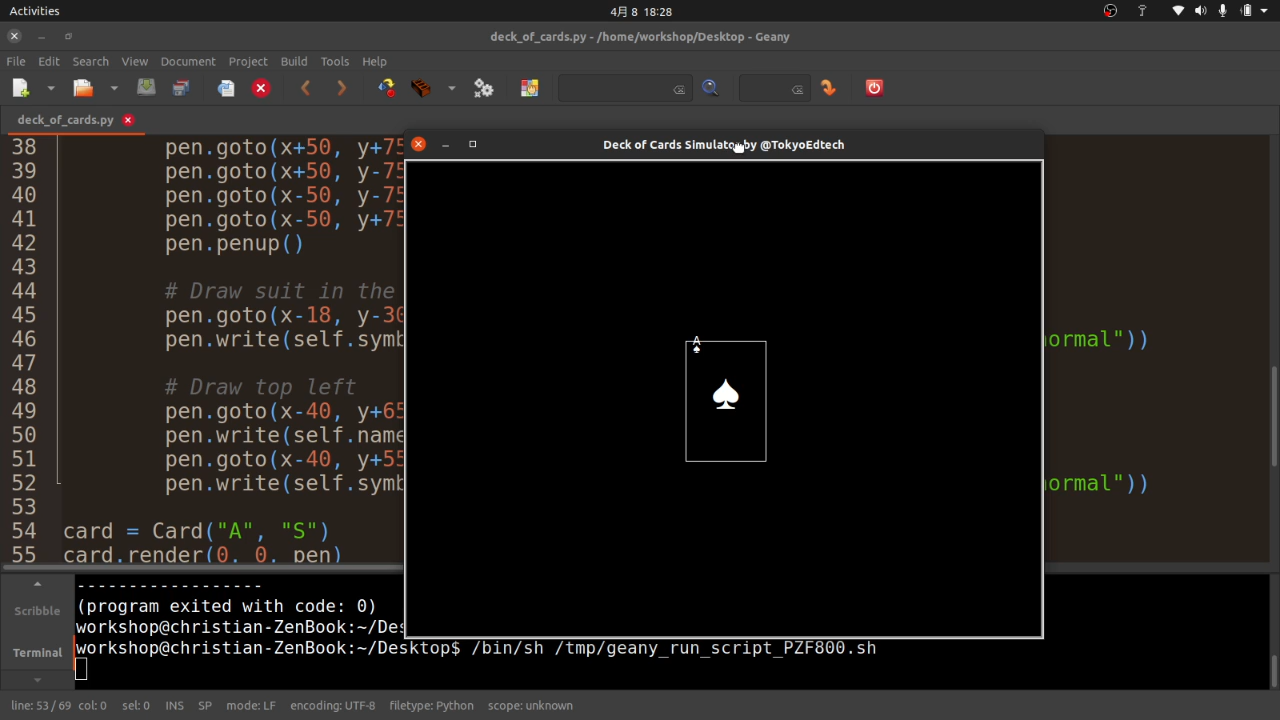 Activities
4月 8 18:28
deck_of_cards.py - /home/workshop/Desktop - Geany
File Edit Search View Document Project Build Tools Help
deck_of_cards.py
38 pen.goto(x+50, y+75
39 pen.goto(x+50, y-75
40 pen.goto(x-50, y-75
41 pen.goto(x-50, y+75
42 pen.penup()
43
44 # Draw suit in the
45 pen.goto(x-18, y-30
46 pen.write(self.symb ormal"))
47
48 # Draw top left
49 pen.goto(x-40, y+65
50 pen.write(self.name
51 pen.goto(x-40, y+55
52 pen.write(self.symb ormal"))
53
54 card = Card("A", "S")
55 card.render(0, 0, pen)
Deck of Cards Simulator by @TokyoEdtech
A
♠
♠
Scribble
Terminal
------------------
(program exited with code: 0)
workshop@christian-ZenBook:~/Des
workshop@christian-ZenBook:~/Desktop$ /bin/sh /tmp/geany_run_script_PZF800.sh
line: 53 / 69 col: 0 sel: 0 INS SP mode: LF encoding: UTF-8 filetype: Python scope: unknown